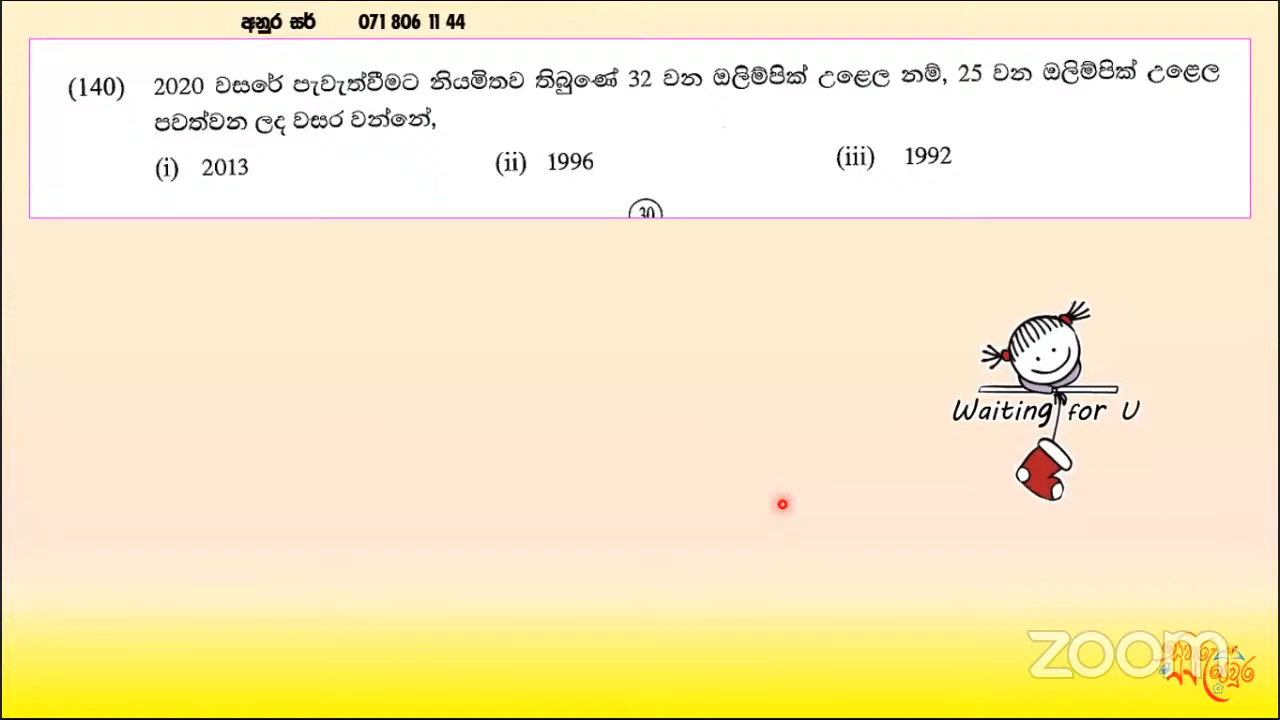 අනුර සර් 071 806 11 44
(140) 2020 වසරේ පැවැත්වීමට නියමිතව තිබුණේ 32 වන ඔලිම්පික් උළෙල නම්, 25 වන ඔලිම්පික් උළෙල
පවත්වන ලද වසර වන්නේ,
(i) 2013 (ii) 1996 (iii) 1992
30
Waiting for U
zoom